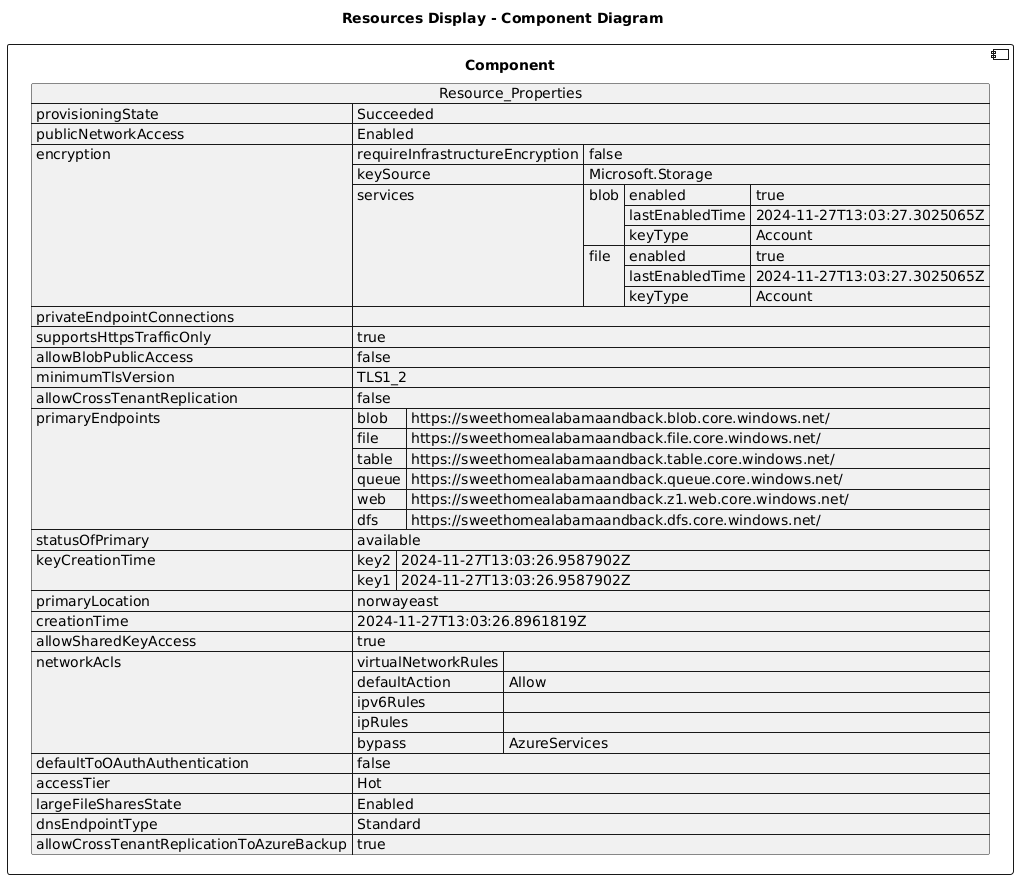 Resources Display - Component Diagram
Component
Resource_Properties
provisioningState Succeeded
publicNetworkAccess Enabled
encryption requireInfrastructureEncryption false
keySource Microsoft.Storage
services blob enabled true
lastEnabledTime 2024-11-27T13:03:27.3025065Z
keyType Account
file enabled true
lastEnabledTime 2024-11-27T13:03:27.3025065Z
keyType Account
privateEndpointConnections
supportsHttpsTrafficOnly true
allowBlobPublicAccess false
minimumTlsVersion TLS1_2
allowCrossTenantReplication false
primaryEndpoints blob https://sweethomealabamaandback.blob.core.windows.net/
file https://sweethomealabamaandback.file.core.windows.net/
table https://sweethomealabamaandback.table.core.windows.net/
queue https://sweethomealabamaandback.queue.core.windows.net/
web https://sweethomealabamaandback.z1.web.core.windows.net/
dfs https://sweethomealabamaandback.dfs.core.windows.net/
statusOfPrimary available
keyCreationTime key2 2024-11-27T13:03:26.9587902Z
key1 2024-11-27T13:03:26.9587902Z
primaryLocation norwayeast
creationTime 2024-11-27T13:03:26.8961819Z
allowSharedKeyAccess true
networkAcls virtualNetworkRules
defaultAction Allow
ipv6Rules
ipRules
bypass AzureServices
defaultToOAuthAuthentication false
accessTier Hot
largeFileSharesState Enabled
dnsEndpointType Standard
allowCrossTenantReplicationToAzureBackup true